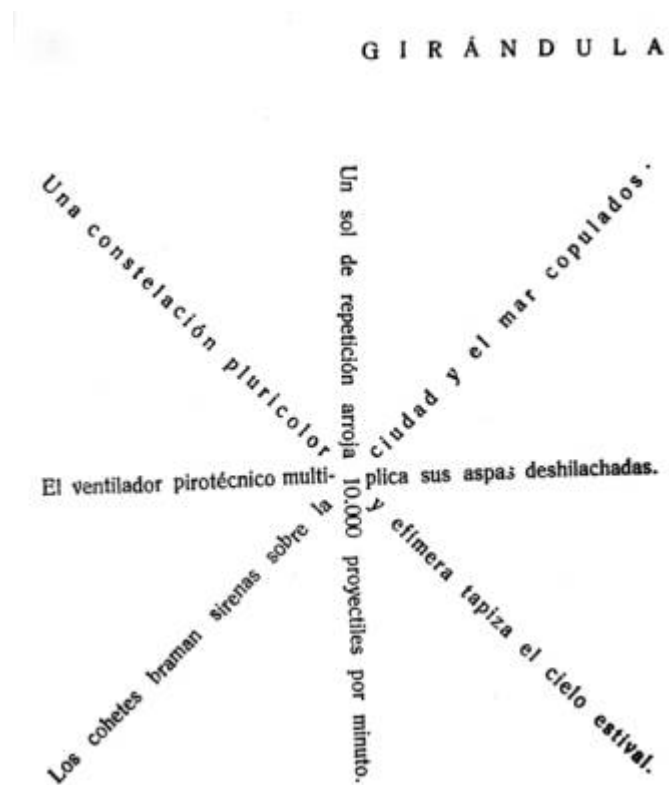 GIRÁNDULA
Una constelación pluricolor y efímera tapiza el cielo estival.
Un sol de repetición arroja 10.000 proyectiles por minuto.
El ventilador pirotécnico multi- plica sus aspas deshilachadas.
Los cohetes braman sirenas sobre la ciudad y el mar copulados.